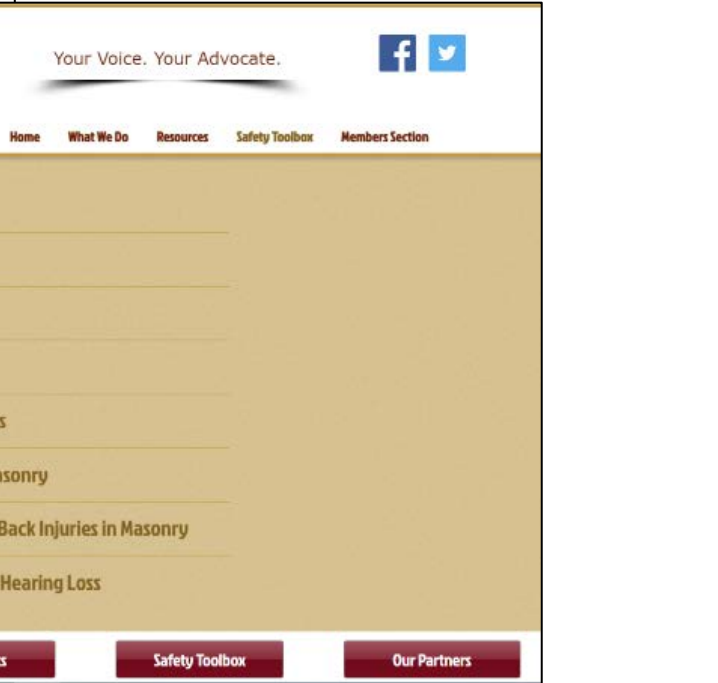 Your Voice. Your Advocate.
Home What We Do Resources Safety Toolbox Members Section
s
sonry
Back Injuries in Masonry
Hearing Loss
s Safety Toolbox Our Partners